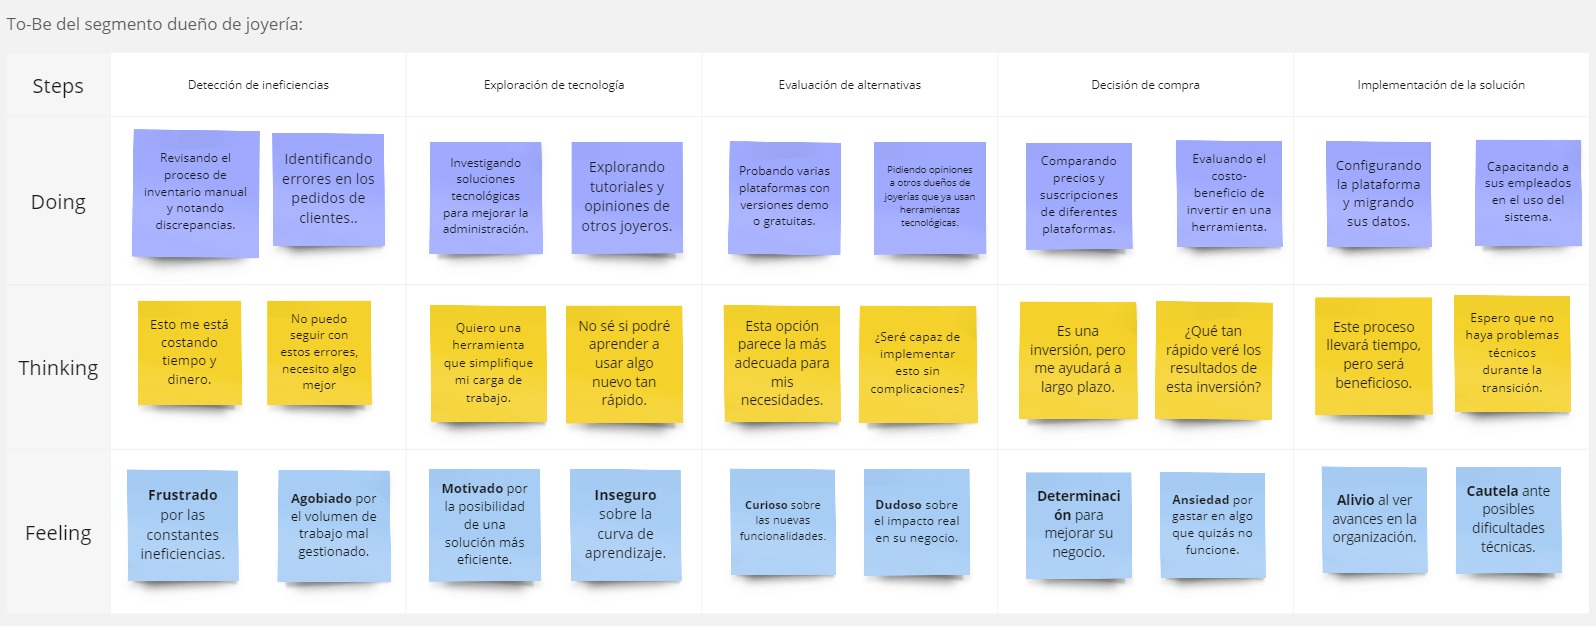 To-Be del segmento dueño de joyería:
Steps
Detección de ineficiencias
Exploración de tecnología
Evaluación de alternativas
Decisión de compra
Implementación de la solución
Doing
Revisando el
proceso de
inventario manual
y notando
discrepancias.
Identificando
errores en los
pedidos de
clientes..
Investigando
soluciones
tecnológicas
para mejorar la
administración.
Explorando
tutoriales y
opiniones de
otros joyeros.
Probando varias
plataformas con
versiones demo
o gratuitas.
Pidiendo opiniones
a otros dueños de
joyerías que ya usan
herramientas
tecnológicas.
Comparando
precios y
suscripciones
de diferentes
plataformas.
Evaluando el
costo-
beneficio de
invertir en una
herramienta.
Configurando
la plataforma
y migrando
sus datos.
Capacitando a
sus empleados
en el uso del
sistema.
Thinking
Esto me está
costando
tiempo y
dinero.
No puedo
seguir con
estos errores,
necesito algo
mejor
Quiero una
herramienta
que simplifique
mi carga de
trabajo.
No sé si podré
aprender a
usar algo
nuevo tan
rápido.
Esta opción
parece la más
adecuada para
mis
necesidades.
¿Seré capaz de
implementar
esto sin
complicaciones?
Es una
inversión, pero
me ayudará a
largo plazo.
¿Qué tan
rápido veré los
resultados de
esta inversión?
Este proceso
llevará tiempo,
pero será
beneficioso.
Espero que no
haya problemas
técnicos
durante la
transición.
Feeling
Frustrado
por las
constantes
ineficiencias.
Agobiado por
el volumen de
trabajo mal
gestionado.
Motivado por
la posibilidad
de una
solución más
eficiente.
Inseguro
sobre la
curva de
aprendizaje.
Curioso sobre
las nuevas
funcionalidades.
Dudoso sobre
el impacto real
en su negocio.
Determinaci
ón para
mejorar su
negocio.
Ansiedad por
gastar en algo
que quizás no
funcione.
Alivio al ver
avances en la
organización.
Cautela ante
posibles
dificultades
técnicas.